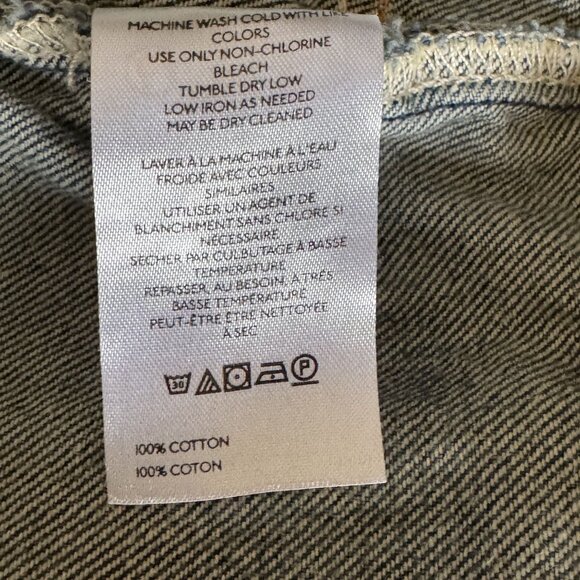 MACHINE WASH COLD WITH LIKE
COLORS
USE ONLY NON-CHLORINE
BLEACH
TUMBLE DRY LOW
LOW IRON AS NEEDED
MAY BE DRY CLEANED
LAVER À LA MACHINE À L'EAU
FROIDE AVEC COULEURS
SIMILAIRES
UTILISER UN AGENT DE
BLANCHIMENT SANS CHLORE SI
NÉCESSAIRE
SÉCHER PAR CULBUTAGE À BASSE
TEMPÉRATURE
REPASSER, AU BESOIN, À TRÈS
BASSE TEMPÉRATURE
PEUT-ÊTRE ÊTRE NETTOYÉE
À SEC
30 P
100% COTTON
100% COTON